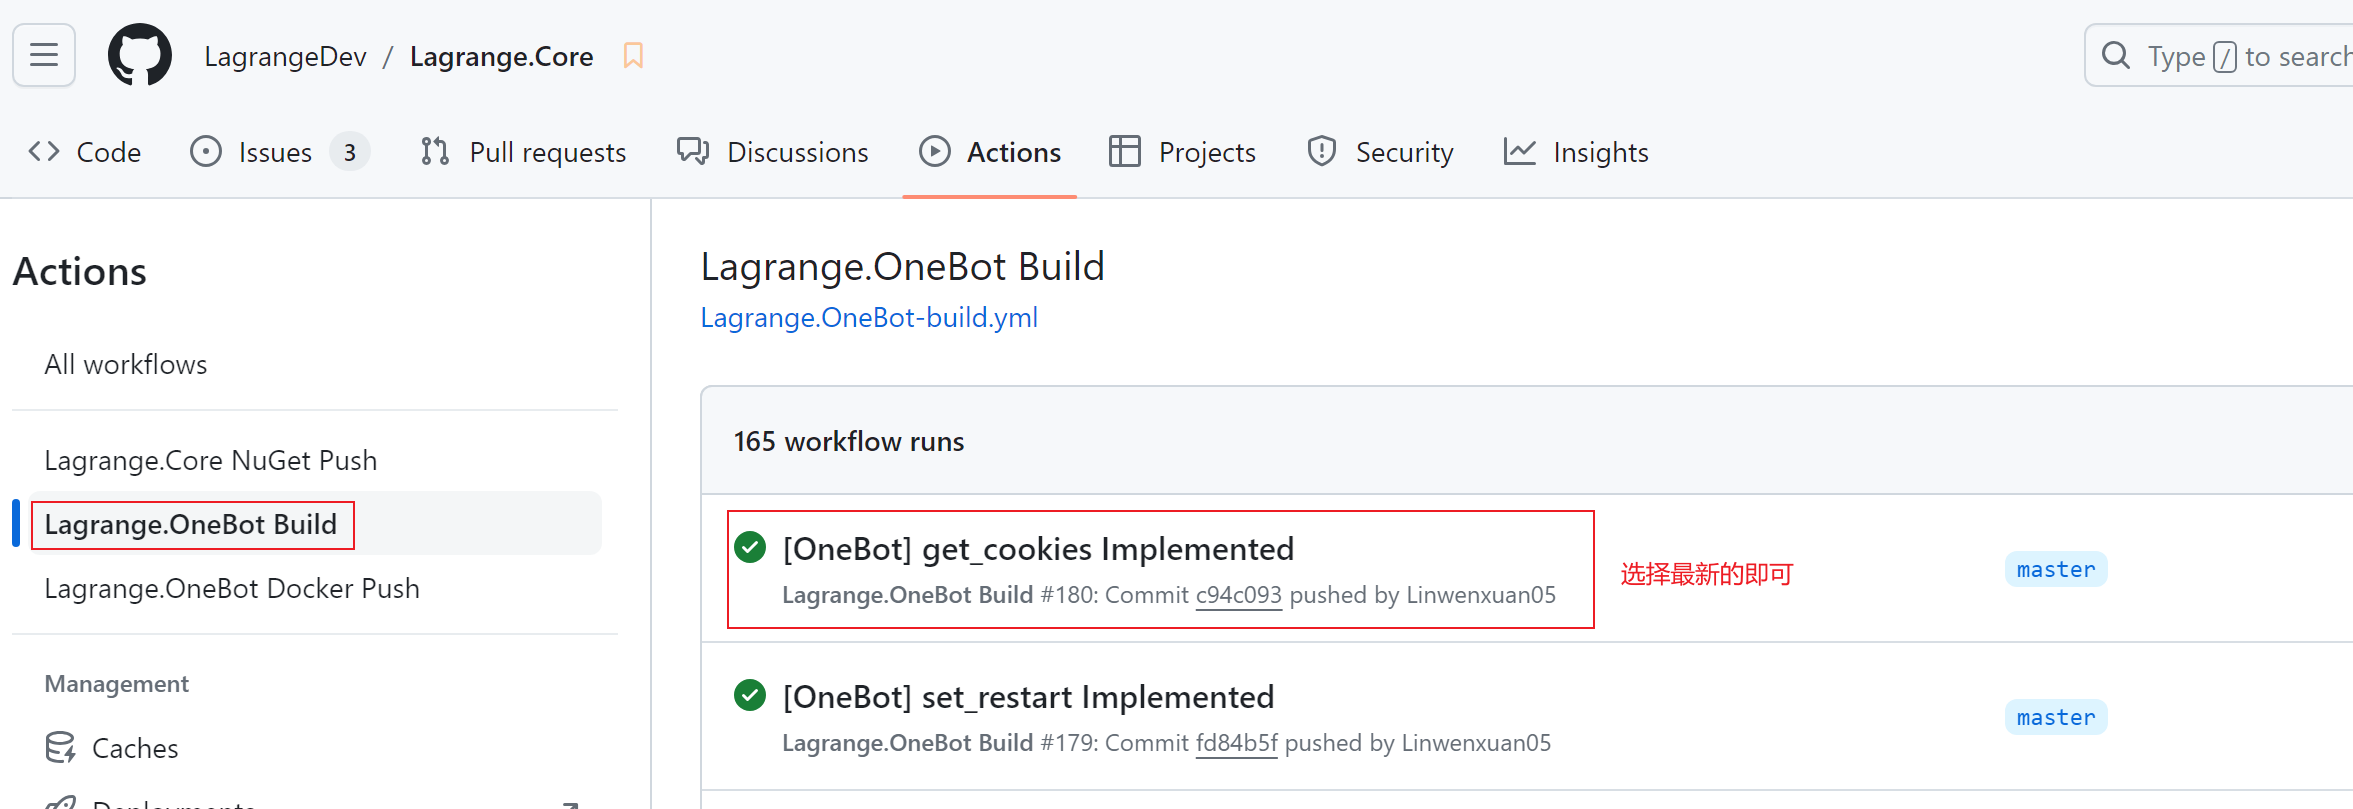 LagrangeDev / Lagrange.Core
Type / to search
Code
Issues 3
Pull requests
Discussions
Actions
Projects
Security
Insights
Actions
All workflows
Lagrange.Core NuGet Push
Lagrange.OneBot Build
Lagrange.OneBot Docker Push
Management
Caches
Deployments
Lagrange.OneBot Build
Lagrange.OneBot-build.yml
165 workflow runs
[OneBot] get_cookies Implemented
Lagrange.OneBot Build #180: Commit c94c093 pushed by Linwenxuan05
选择最新的即可
master
[OneBot] set_restart Implemented
Lagrange.OneBot Build #179: Commit fd84b5f pushed by Linwenxuan05
master